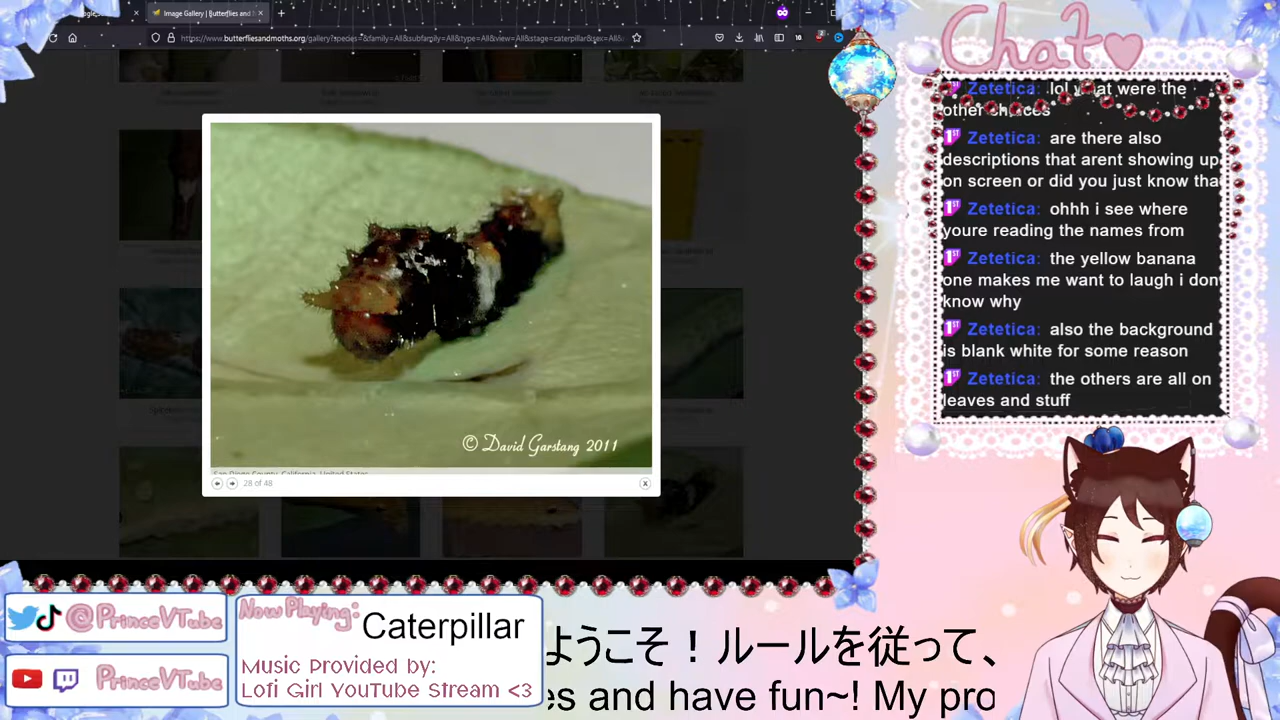 Image Gallery | Butterflies and
https://www.butterfliesandmoths.org/gallery?species=&family=All&subfamily=All&type=All&view=All&stage=caterpillar&sex=All&
© David Garstang 2011
San Diego County, California, United States
28 of 48
x
Chat
Zetetica: lol what were the
other choices
Zetetica: are there also
descriptions that arent showing up
on screen or did you just know tha
Zetetica: ohhh i see where
youre reading the names from
Zetetica: the yellow banana
one makes me want to laugh i don
know why
Zetetica: also the background
is blank white for some reason
Zetetica: the others are all on
leaves and stuff
@PrinceVTube
PrinceVTube
Now Playing:
Caterpillar
Music Provided by:
Lofi Girl YouTube Stream <3
ようこそ！ルールを従って、
es and have fun~! My pro